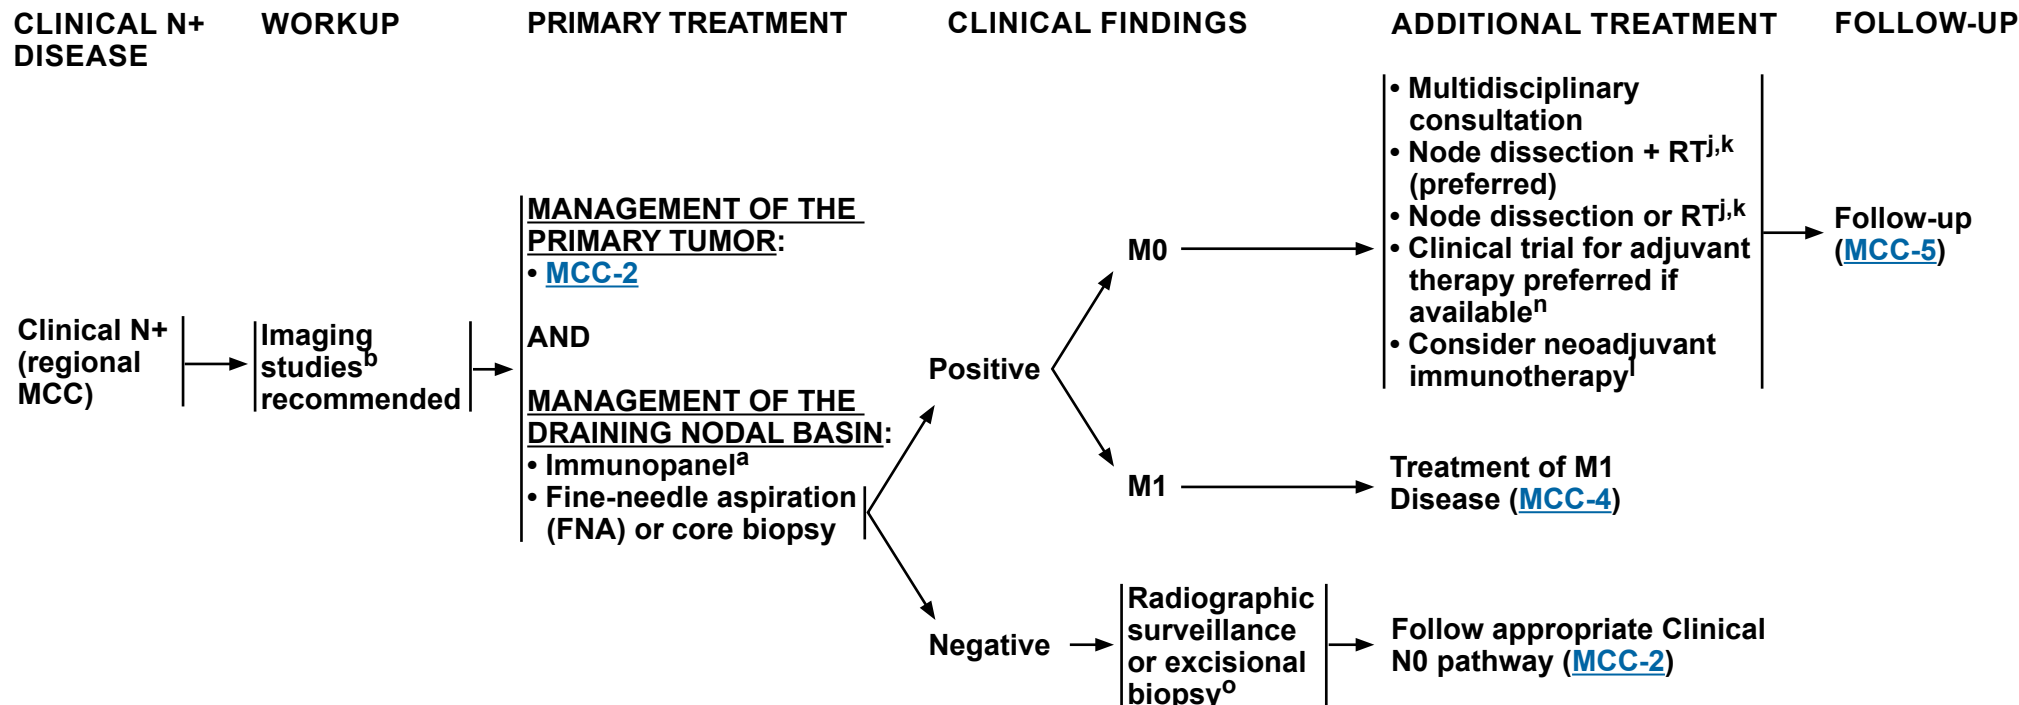 CLINICAL N+
DISEASE
WORKUP
PRIMARY TREATMENT
CLINICAL FINDINGS
ADDITIONAL TREATMENT
FOLLOW-UP
Clinical N+
(regional
MCC)
Imaging
studiesb
recommended
MANAGEMENT OF THE
PRIMARY TUMOR:
• MCC-2
AND
MANAGEMENT OF THE
DRAINING NODAL BASIN:
• Immunopanela
• Fine-needle aspiration
(FNA) or core biopsy
Positive
M0
• Multidisciplinary
consultation
• Node dissection + RTj,k
(preferred)
• Node dissection or RTj,k
• Clinical trial for adjuvant
therapy preferred if
availablen
• Consider neoadjuvant
immunotherapyl
Follow-up
(MCC-5)
M1
Treatment of M1
Disease (MCC-4)
Negative
Radiographic
surveillance
or excisional
biopsyo
Follow appropriate Clinical
N0 pathway (MCC-2)